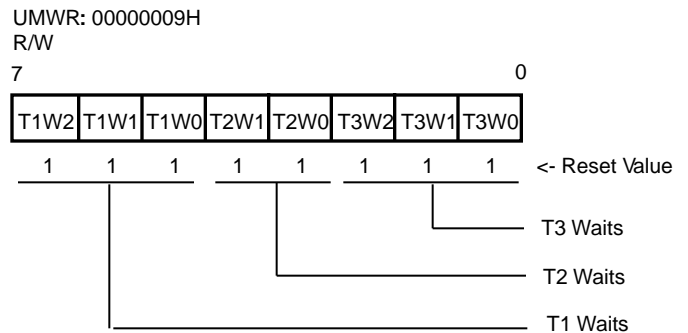 UMWR: 00000009H
R/W
7 0
T1W2 T1W1 T1W0 T2W1 T2W0 T3W2 T3W1 T3W0
1 1 1 1 1 1 1 1 <- Reset Value
T3 Waits
T2 Waits
T1 Waits